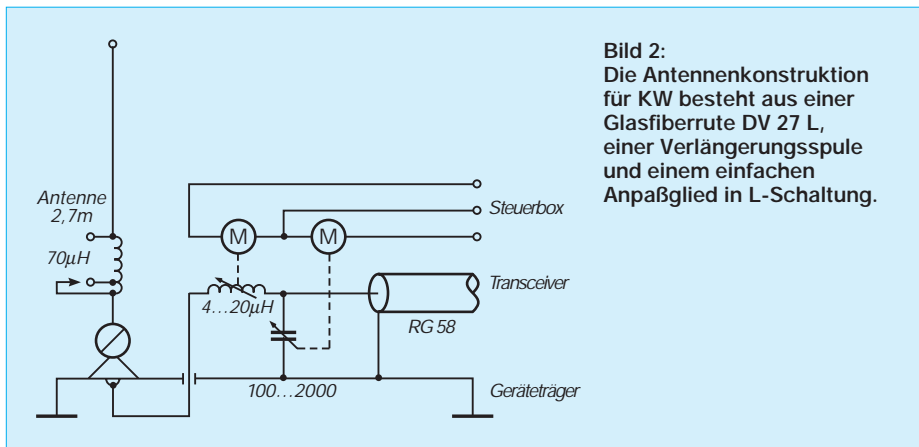 Bild 2:
Die Antennenkonstruktion
für KW besteht aus einer
Glasfiberrute DV 27 L,
einer Verlängerungsspule
und einem einfachen
Anpaßglied in L-Schaltung.
Antenne
2,7m
70µH
M
M
Steuerbox
4...20µH
Transceiver
RG 58
100...2000
Geräteträger